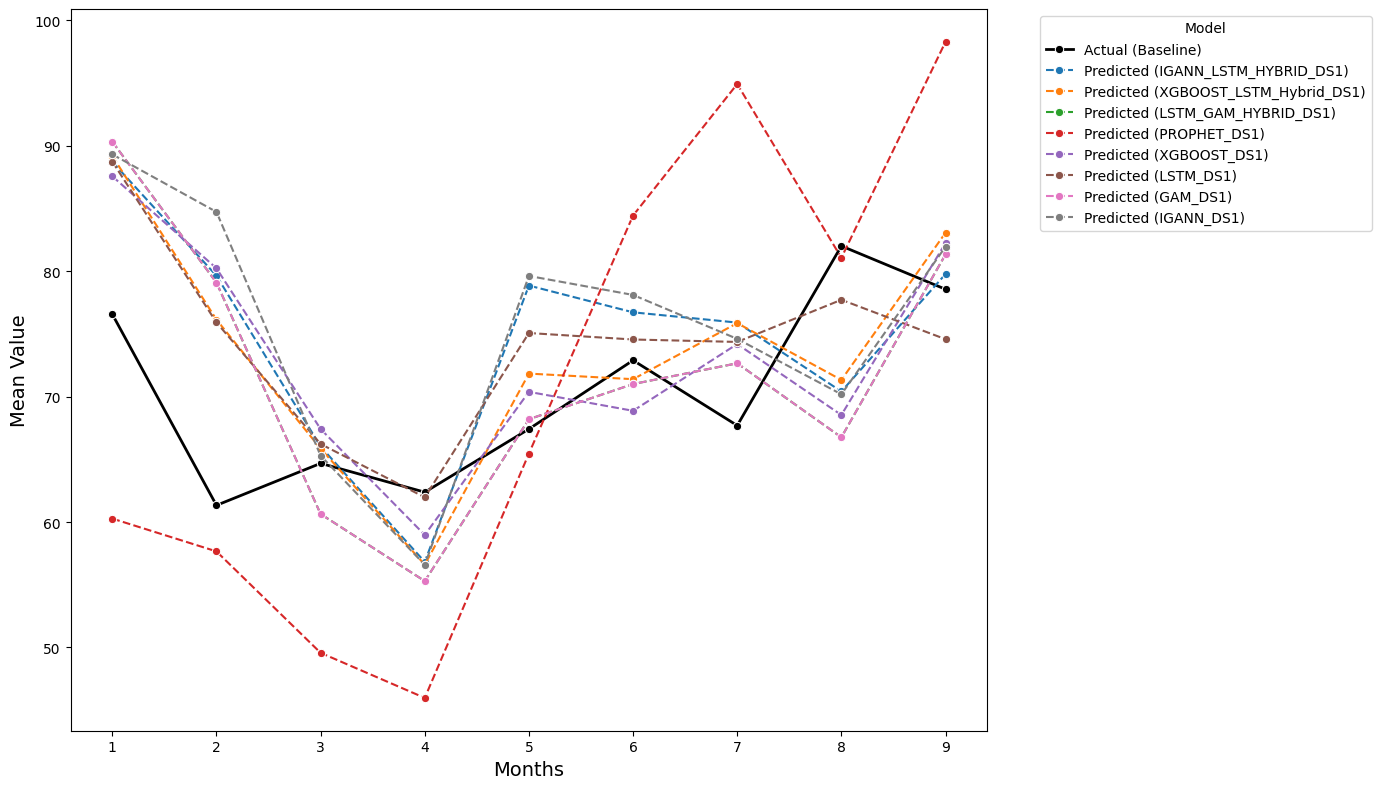 Mean Value
100
90
80
70
60
50
1 2 3 4 5 6 7 8 9
Months
Model
Actual (Baseline)
Predicted (IGANN_LSTM_HYBRID_DS1)
Predicted (XGBOOST_LSTM_Hybrid_DS1)
Predicted (LSTM_GAM_HYBRID_DS1)
Predicted (PROPHET_DS1)
Predicted (XGBOOST_DS1)
Predicted (LSTM_DS1)
Predicted (GAM_DS1)
Predicted (IGANN_DS1)